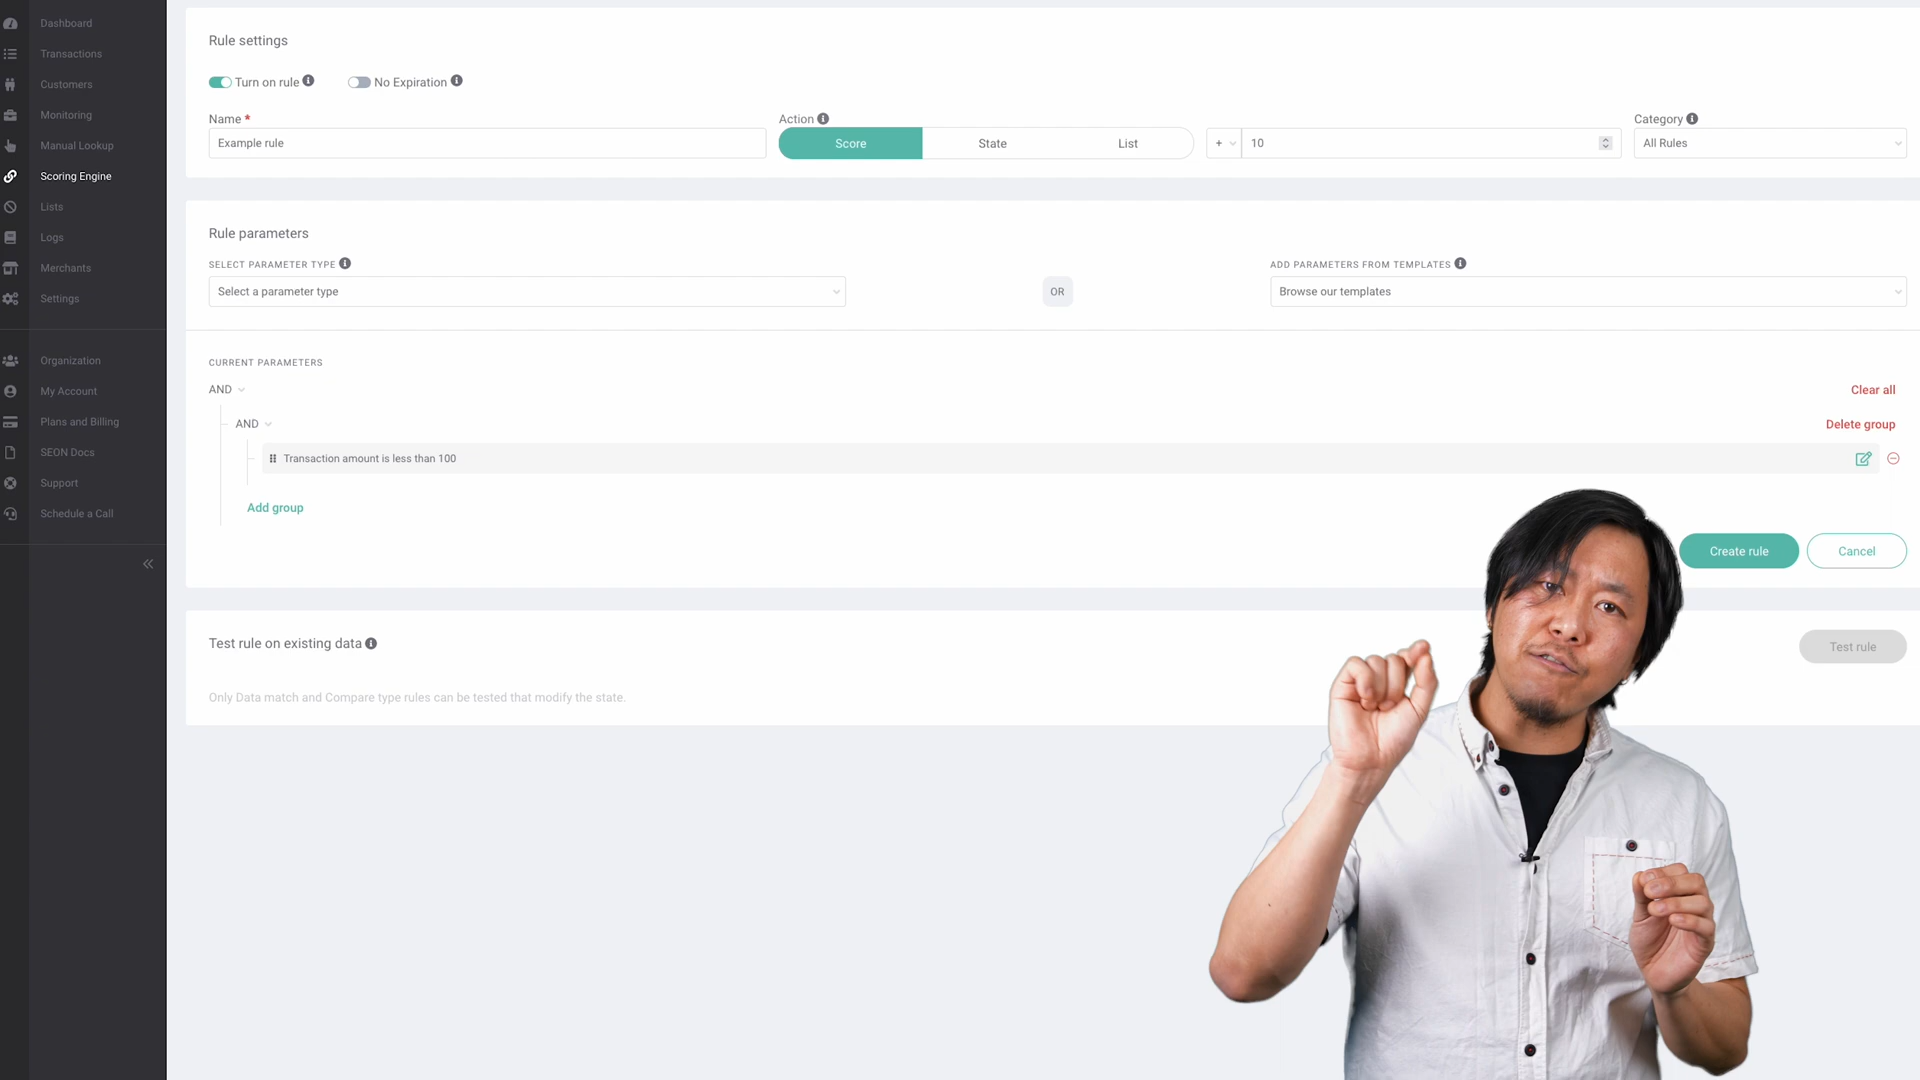 Dashboard
Transactions
Customers
Monitoring
Manual Lookup
Scoring Engine
Lists
Logs
Merchants
Settings
Organization
My Account
Plans and Billing
SEON Docs
Support
Schedule a Call
Rule settings
Turn on rule
No Expiration
Name *
Action
Category
Example rule
Score
State
List
+
10
All Rules
Rule parameters
SELECT PARAMETER TYPE
ADD PARAMETERS FROM TEMPLATES
Select a parameter type
OR
Browse our templates
CURRENT PARAMETERS
AND
Clear all
AND
Delete group
Transaction amount is less than 100
Add group
Create rule
Cancel
Test rule on existing data
Test rule
Only Data match and Compare type rules can be tested that modify the state.